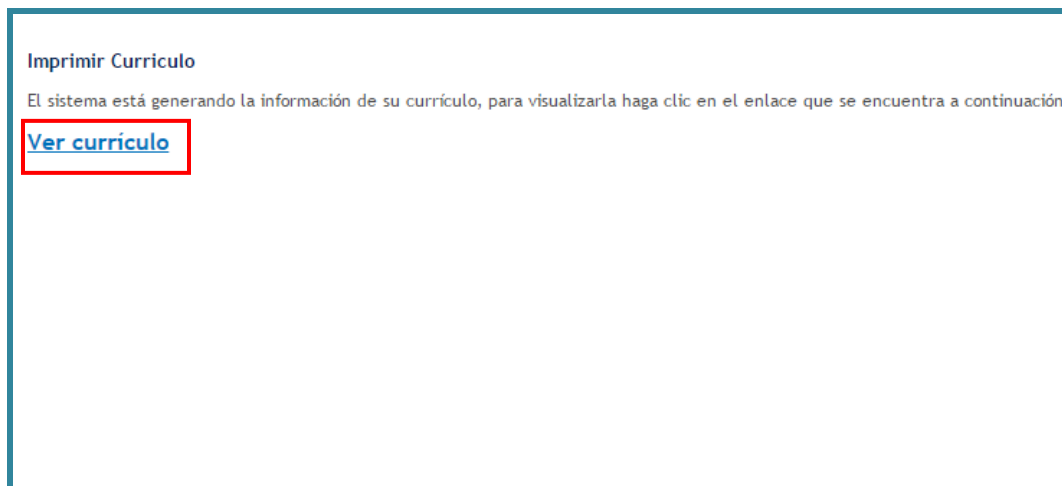 Imprimir Curriculo
El sistema está generando la información de su currículo, para visualizarla haga clic en el enlace que se encuentra a continuación
Ver currículo